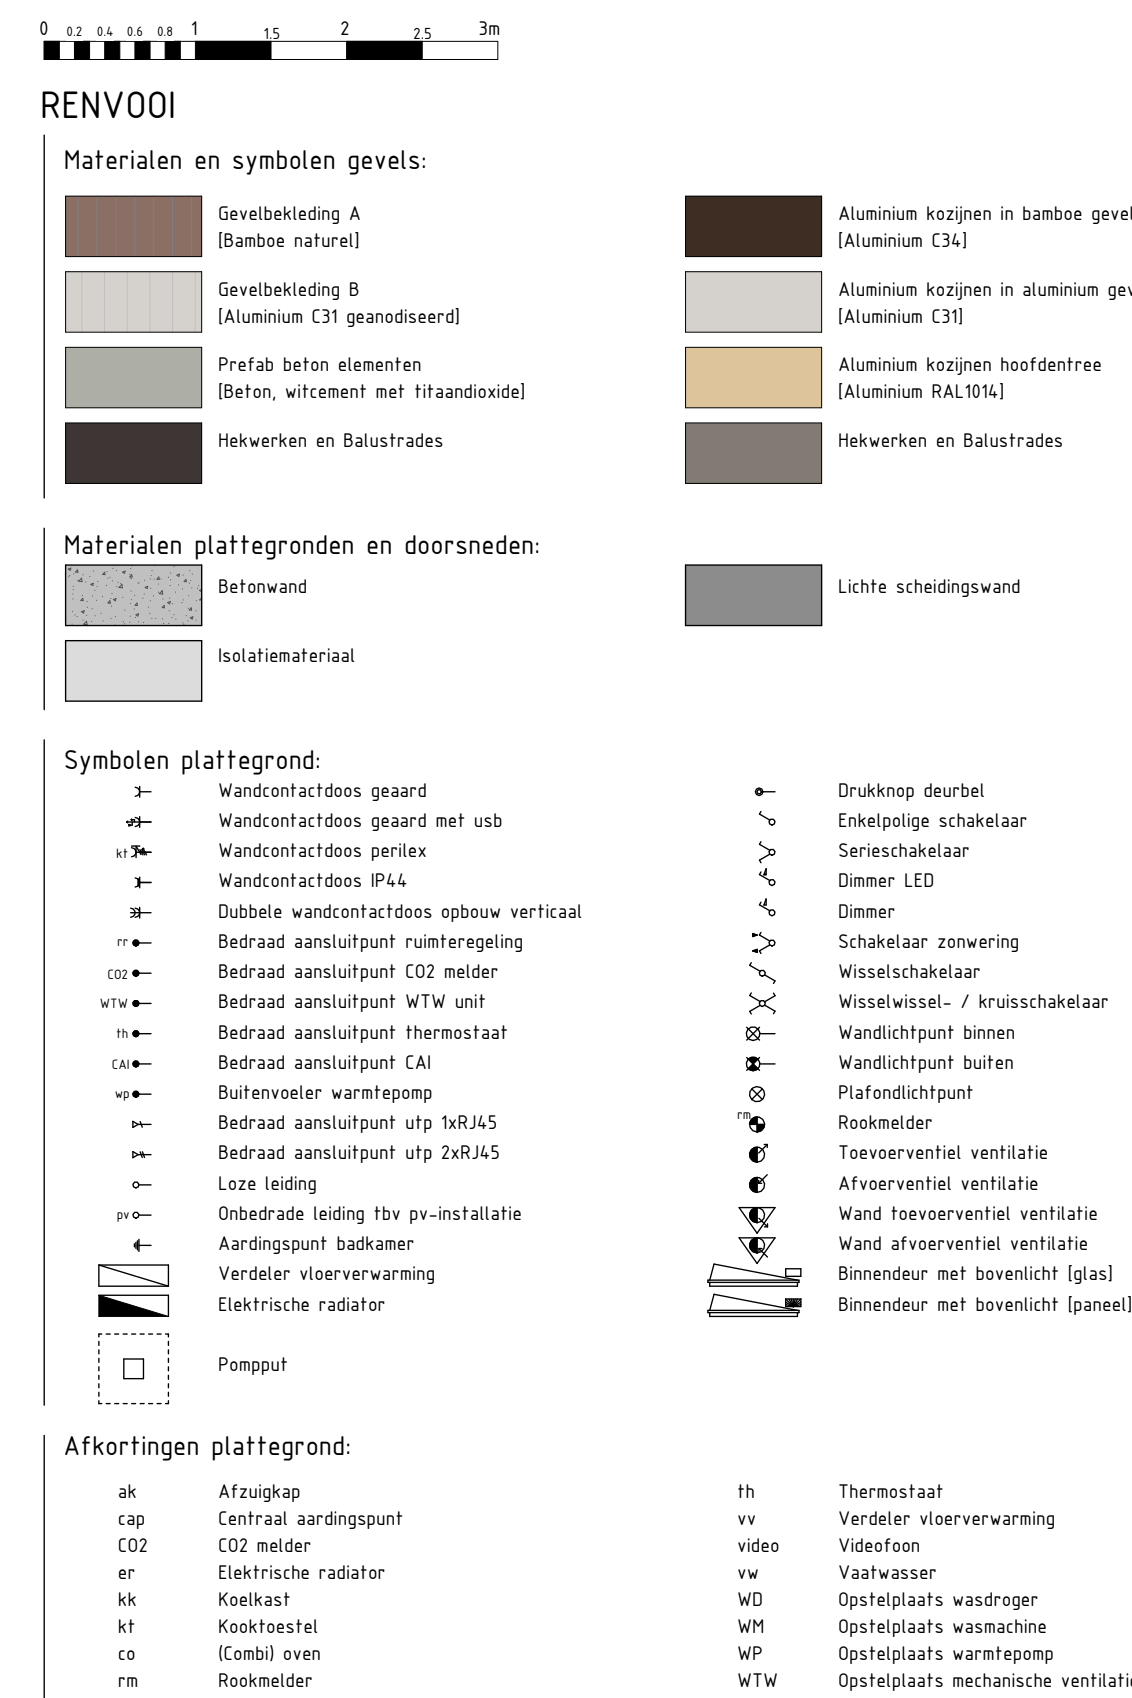 0 0.2 0.4 0.6 0.8 1 1.5 2 2.5 3m
RENVOOI
Materialen en symbolen gevels:
Gevelbekleding A
[Bamboe naturel]
Gevelbekleding B
[Aluminium C31 geanodiseerd]
Prefab beton elementen
[Beton, witcement met titaandioxide]
Hekwerken en Balustrades
Aluminium kozijnen in bamboe gevel
[Aluminium C34]
Aluminium kozijnen in aluminium gev
[Aluminium C31]
Aluminium kozijnen hoofdentree
[Aluminium RAL1014]
Hekwerken en Balustrades
Materialen plattegronden en doorsneden:
Betonwand
Isolatiemateriaal
Lichte scheidingswand
Symbolen plattegrond:
Wandcontactdoos geaard
Wandcontactdoos geaard met usb
kt Wandcontactdoos perilex
Wandcontactdoos IP44
Dubbele wandcontactdoos opbouw verticaal
rr Bedraad aansluitpunt ruimteregeling
CO2 Bedraad aansluitpunt CO2 melder
WTW Bedraad aansluitpunt WTW unit
th Bedraad aansluitpunt thermostaat
CAI Bedraad aansluitpunt CAI
wp Buitenvoeler warmtepomp
Bedraad aansluitpunt utp 1xRJ45
Bedraad aansluitpunt utp 2xRJ45
Loze leiding
pv Onbedrade leiding tbv pv-installatie
Aardingspunt badkamer
Verdeler vloerverwarming
Elektrische radiator
Pompput
Drukknop deurbel
Enkelpolige schakelaar
Serieschakelaar
Dimmer LED
Dimmer
Schakelaar zonwering
Wisselschakelaar
Wisselwissel- / kruisschakelaar
Wandlichtpunt binnen
Wandlichtpunt buiten
Plafondlichtpunt
rm Rookmelder
Toevoerventiel ventilatie
Afvoerventiel ventilatie
Wand toevoerventiel ventilatie
Wand afvoerventiel ventilatie
Binnendeur met bovenlicht [glas]
Binnendeur met bovenlicht [paneel]
Afkortingen plattegrond:
ak Afzuigkap
cap Centraal aardingspunt
CO2 CO2 melder
er Elektrische radiator
kk Koelkast
kt Kooktoestel
co (Combi) oven
rm Rookmelder
th Thermostaat
vv Verdeler vloerverwarming
video Videofoon
vw Vaatwasser
WD Opstelplaats wasdroger
WM Opstelplaats wasmachine
WP Opstelplaats warmtepomp
WTW Opstelplaats mechanische ventilatie